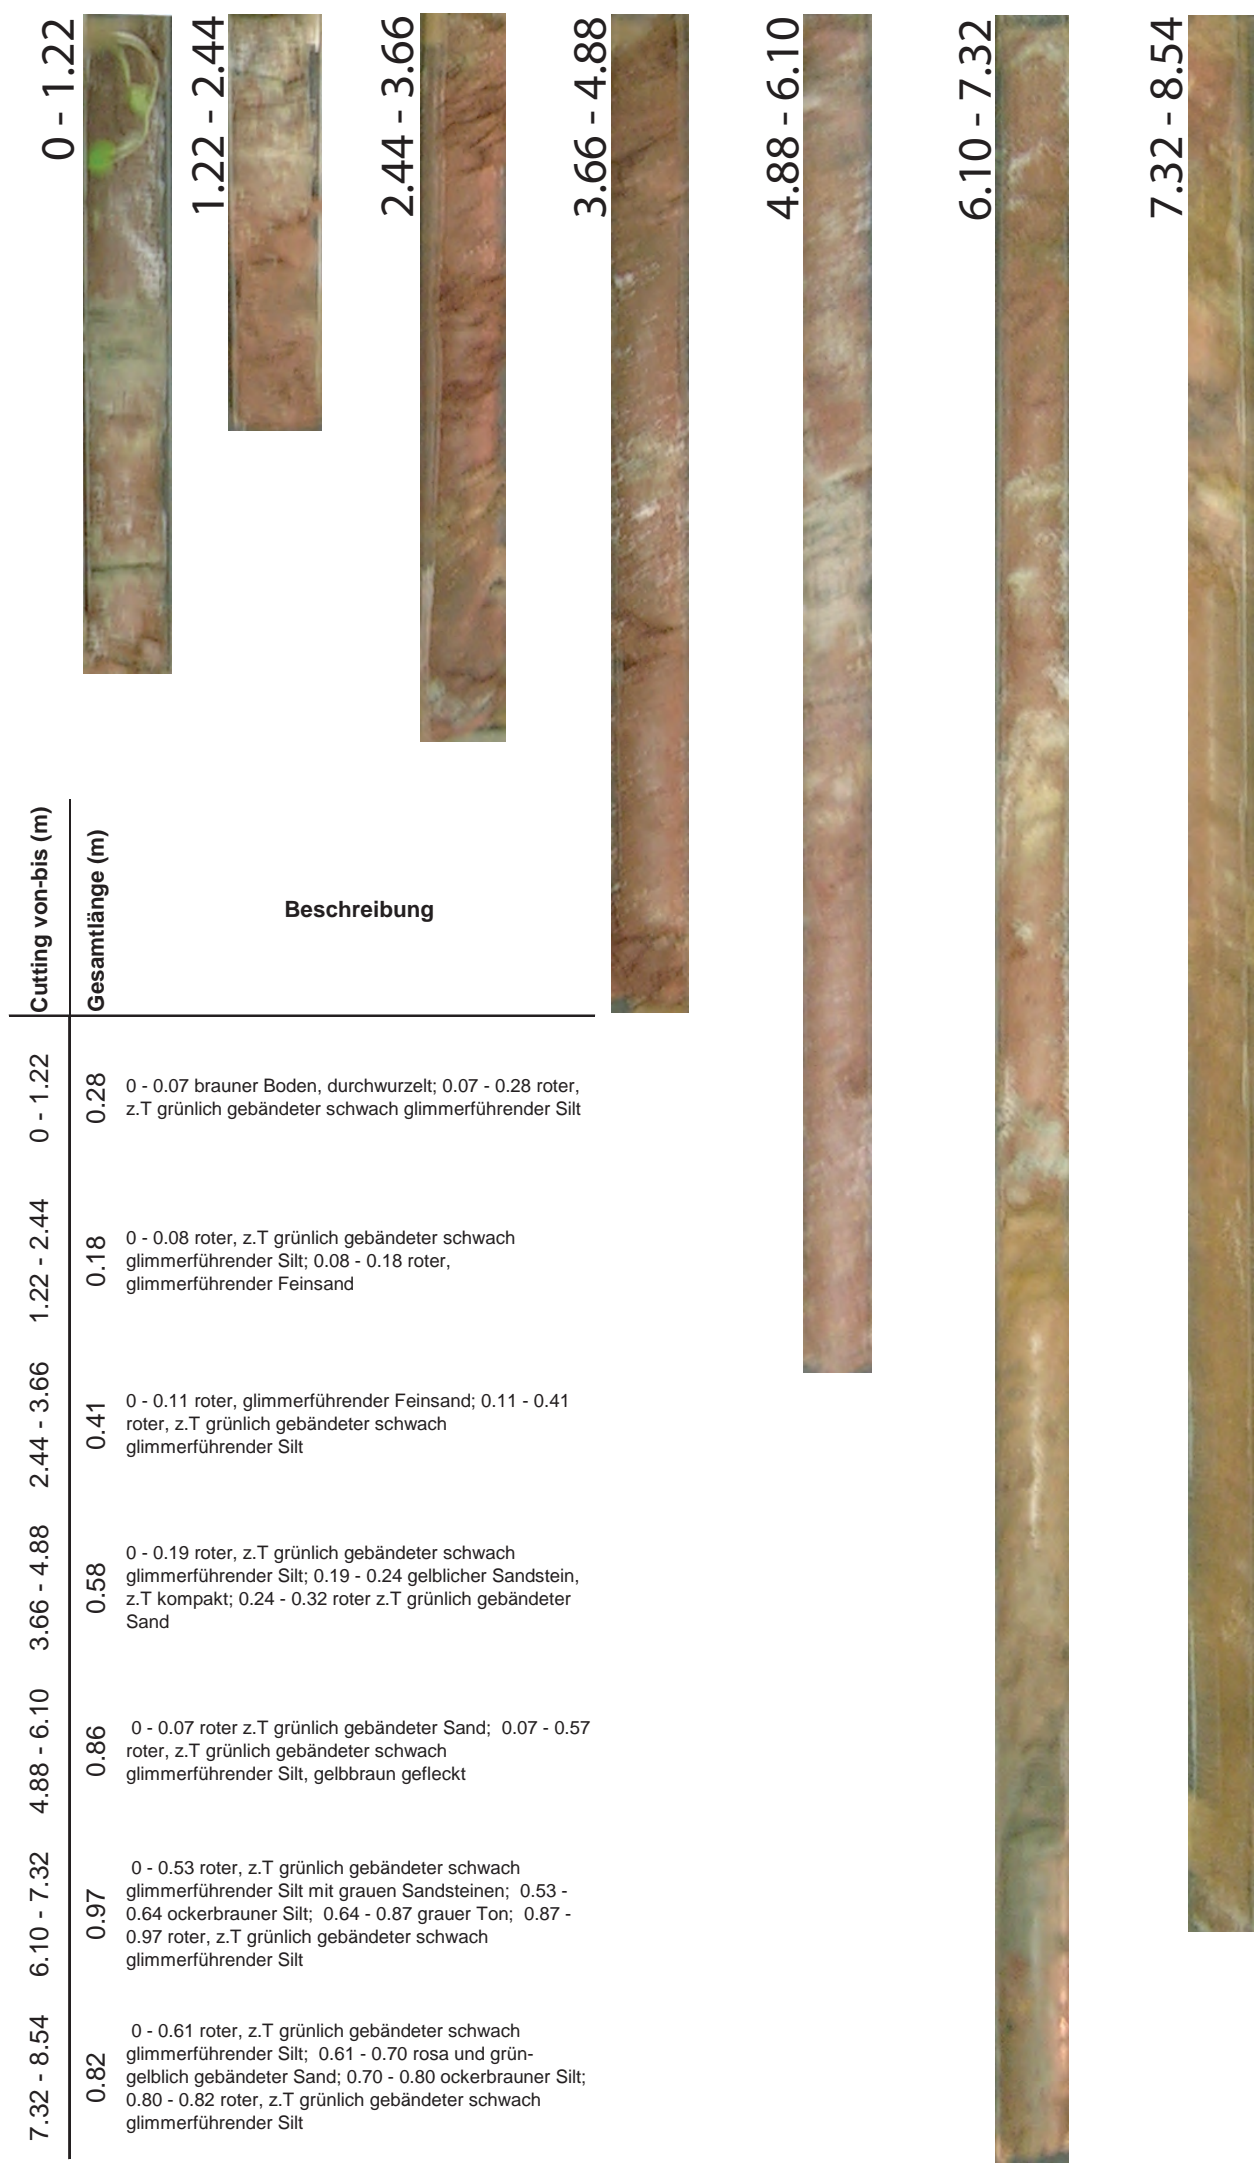 0 - 1.22
1.22 - 2.44
2.44 - 3.66
3.66 - 4.88
4.88 - 6.10
6.10 - 7.32
7.32 - 8.54
Cutting von-bis (m)
Gesamtlänge (m)
Beschreibung
0 - 1.22
0.28
0 - 0.07 brauner Boden, durchwurzelt; 0.07 - 0.28 roter,
z.T grünlich gebändeter schwach glimmerführender Silt
1.22 - 2.44
0.18
0 - 0.08 roter, z.T grünlich gebändeter schwach
glimmerführender Silt; 0.08 - 0.18 roter,
glimmerführender Feinsand
2.44 - 3.66
0.41
0 - 0.11 roter, glimmerführender Feinsand; 0.11 - 0.41
roter, z.T grünlich gebändeter schwach
glimmerführender Silt
3.66 - 4.88
0.58
0 - 0.19 roter, z.T grünlich gebändeter schwach
glimmerführender Silt; 0.19 - 0.24 gelblicher Sandstein,
z.T kompakt; 0.24 - 0.32 roter z.T grünlich gebändeter
Sand
4.88 - 6.10
0.86
0 - 0.07 roter z.T grünlich gebändeter Sand; 0.07 - 0.57
roter, z.T grünlich gebändeter schwach
glimmerführender Silt, gelbbraun gefleckt
6.10 - 7.32
0.97
0 - 0.53 roter, z.T grünlich gebändeter schwach
glimmerführender Silt mit grauen Sandsteinen; 0.53 -
0.64 ockerbrauner Silt; 0.64 - 0.87 grauer Ton; 0.87 -
0.97 roter, z.T grünlich gebändeter schwach
glimmerführender Silt
7.32 - 8.54
0.82
0 - 0.61 roter, z.T grünlich gebändeter schwach
glimmerführender Silt; 0.61 - 0.70 rosa und grün-
gelblich gebändeter Sand; 0.70 - 0.80 ockerbrauner Silt;
0.80 - 0.82 roter, z.T grünlich gebändeter schwach
glimmerführender Silt